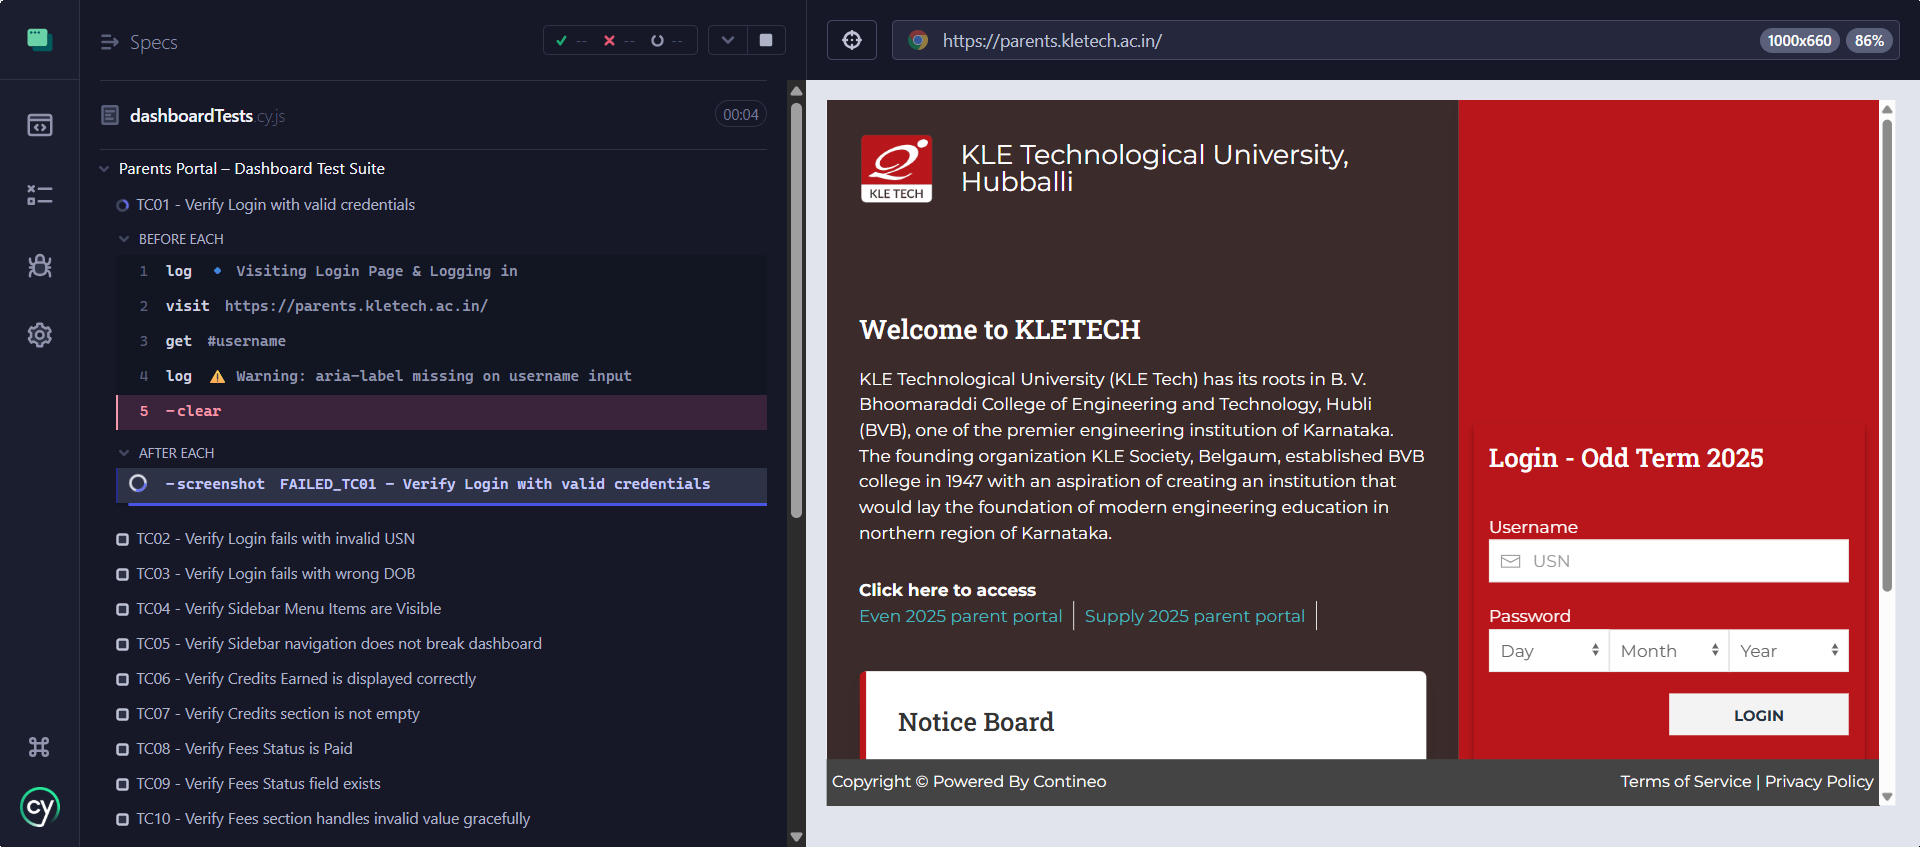 Specs
-- -- --
dashboardTests.cy.js
00:04
Parents Portal – Dashboard Test Suite
TC01 - Verify Login with valid credentials
BEFORE EACH
1 log Visiting Login Page & Logging in
2 visit https://parents.kletech.ac.in/
3 get #username
4 log ⚠ Warning: aria-label missing on username input
5 -clear
AFTER EACH
-screenshot FAILED_TC01 - Verify Login with valid credentials
TC02 - Verify Login fails with invalid USN
TC03 - Verify Login fails with wrong DOB
TC04 - Verify Sidebar Menu Items are Visible
TC05 - Verify Sidebar navigation does not break dashboard
TC06 - Verify Credits Earned is displayed correctly
TC07 - Verify Credits section is not empty
TC08 - Verify Fees Status is Paid
TC09 - Verify Fees Status field exists
TC10 - Verify Fees section handles invalid value gracefully
cy
https://parents.kletech.ac.in/
1000x660 86%
KLE TECH
KLE Technological University,
Hubballi
Welcome to KLETECH
KLE Technological University (KLE Tech) has its roots in B. V.
Bhoomaraddi College of Engineering and Technology, Hubli
(BVB), one of the premier engineering institution of Karnataka.
The founding organization KLE Society, Belgaum, established BVB
college in 1947 with an aspiration of creating an institution that
would lay the foundation of modern engineering education in
northern region of Karnataka.
Click here to access
Even 2025 parent portal Supply 2025 parent portal
Notice Board
Login - Odd Term 2025
Username
USN
Password
Day Month Year
LOGIN
Copyright © Powered By Contineo
Terms of Service | Privacy Policy